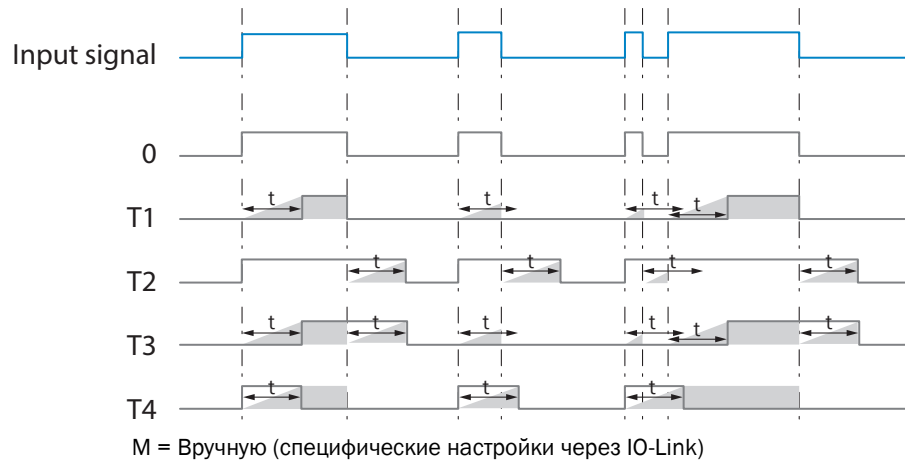 Input signal
0
T1
t
t
t
t
T2
t
t
t
t
T3
t
t
t
t
t
t
T4
t
t
t
M = Вручную (специфические настройки через IO-Link)